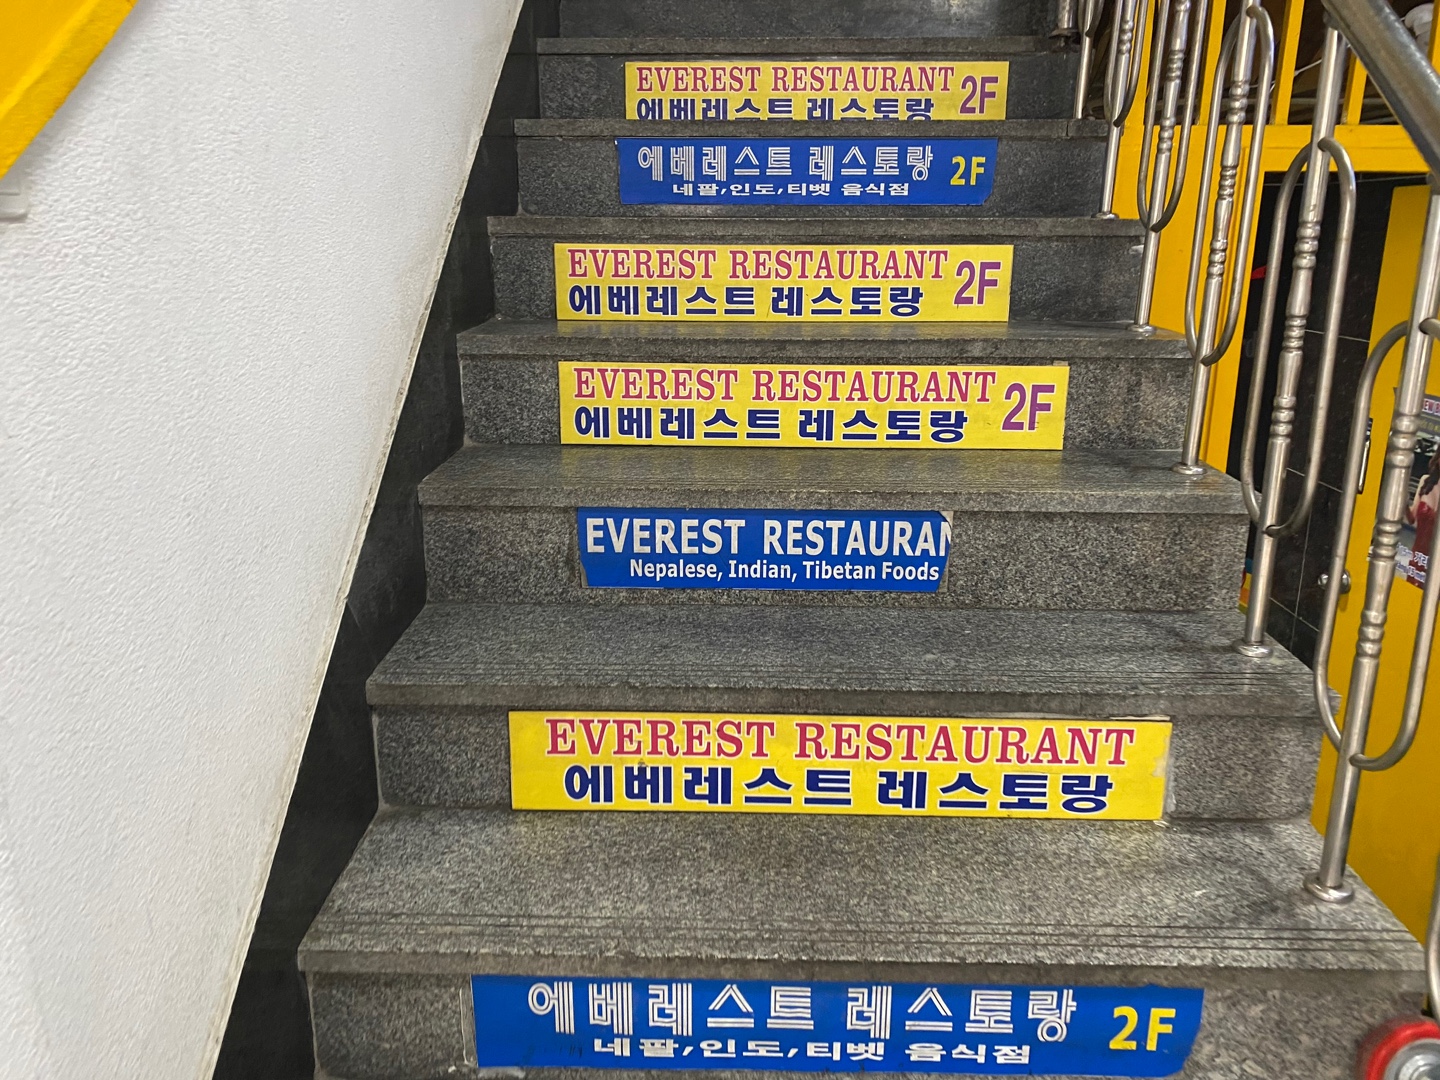 EVEREST RESTAURANT 2F
에베레스트 레스토랑
에베레스트 레스토랑 2F
네팔,인도,티벳 음식점
EVEREST RESTAURANT 2F
에베레스트 레스토랑
EVEREST RESTAURANT 2F
에베레스트 레스토랑
EVEREST RESTAURAN
Nepalese, Indian, Tibetan Foods
EVEREST RESTAURANT
에베레스트 레스토랑
에베레스트 레스토랑 2F
네팔,인도,티벳 음식점